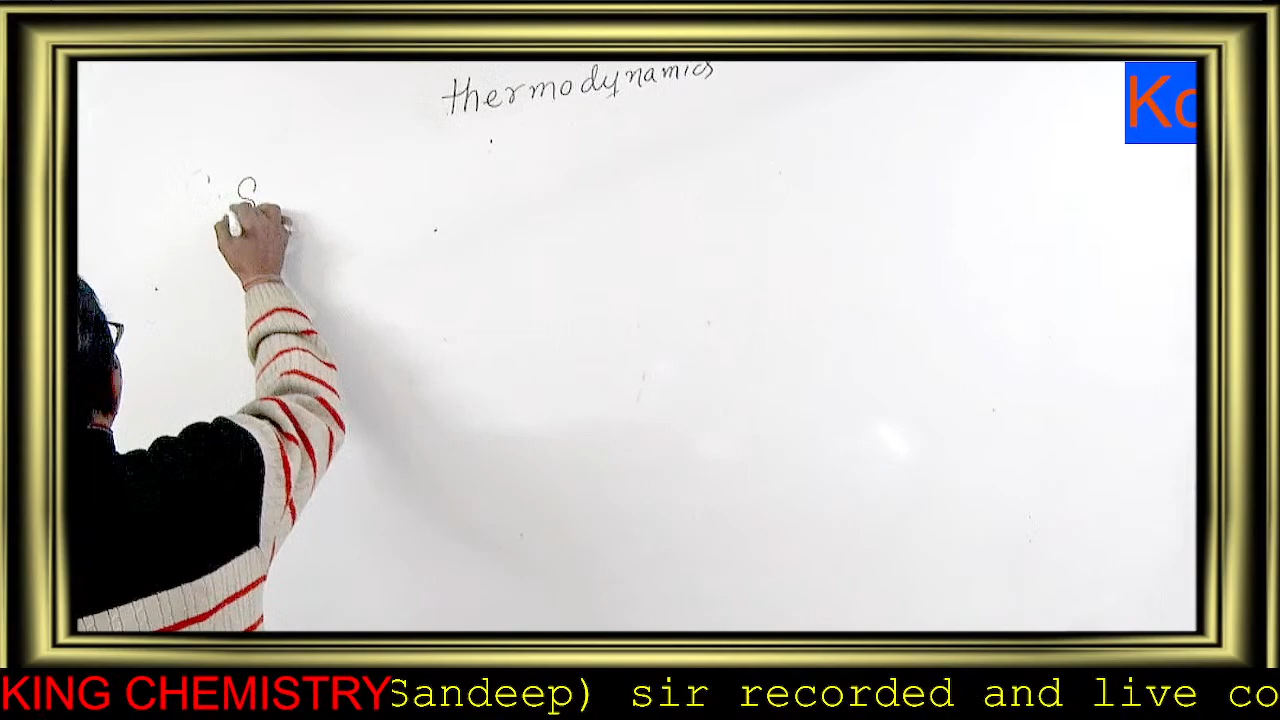 thermodynamics
Kc
S
KING CHEMISTRY Sandeep) sir recorded and live co